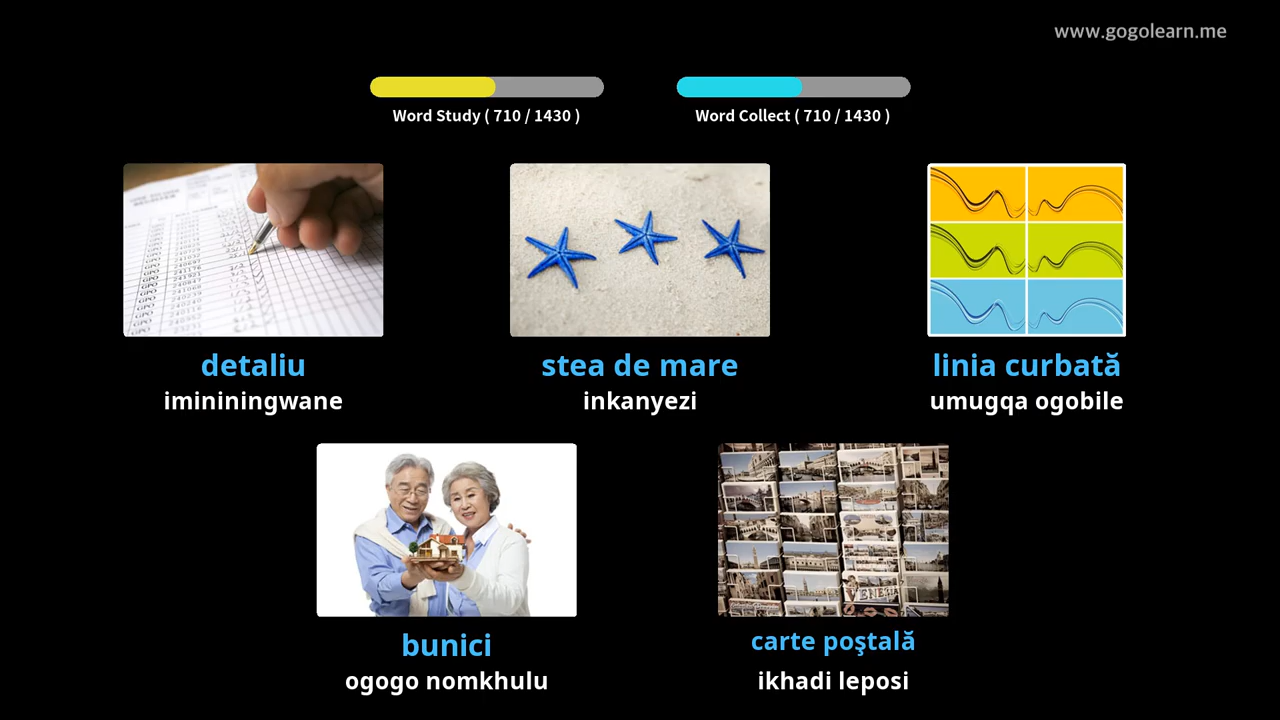 www.gogolearn.me
Word Study ( 710 / 1430 )
Word Collect ( 710 / 1430 )
detaliu
imininingwane
stea de mare
inkanyezi
linia curbată
umugqa ogobile
bunici
ogogo nomkhulu
carte poştală
ikhadi leposi